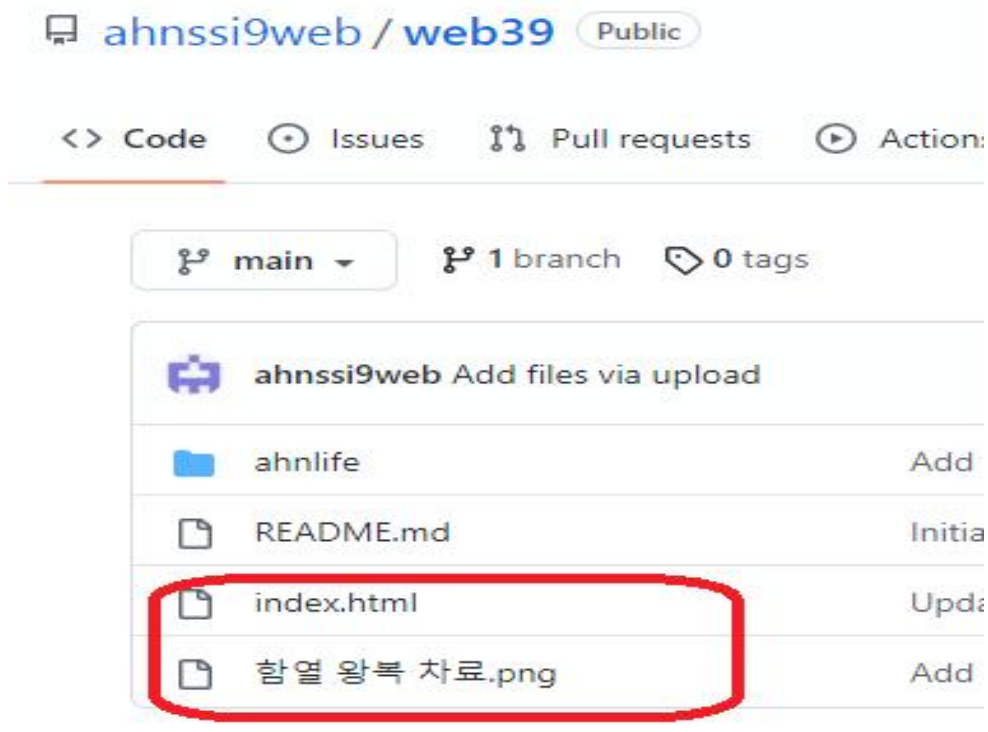 ahnssi9web / web39 Public
<> Code Issues Pull requests Actions
main 1 branch 0 tags
ahnssi9web Add files via upload
ahnlife Add
README.md Initia
index.html Upda
함열 왕복 차료.png Add